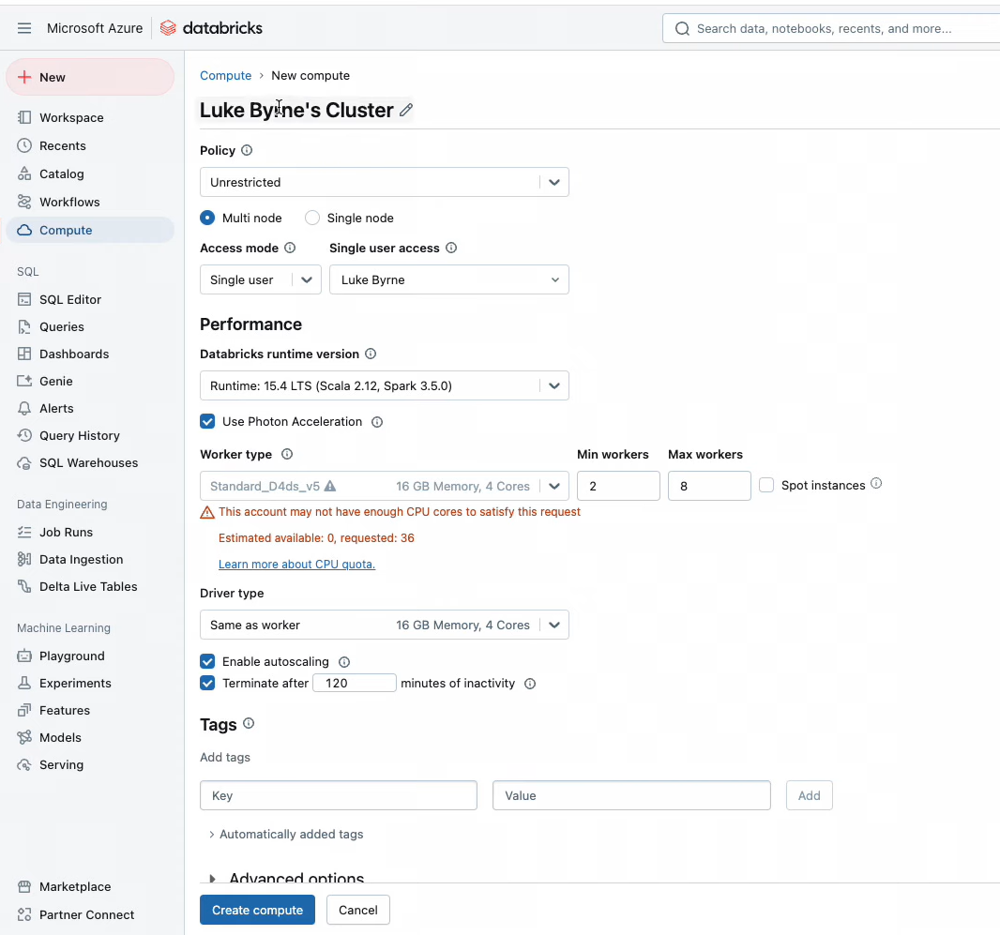 Microsoft Azure databricks Search data, notebooks, recents, and more...
New
Workspace
Recents
Catalog
Workflows
Compute
SQL
SQL Editor
Queries
Dashboards
Genie
Alerts
Query History
SQL Warehouses
Data Engineering
Job Runs
Data Ingestion
Delta Live Tables
Machine Learning
Playground
Experiments
Features
Models
Serving
Marketplace
Partner Connect
Compute > New compute
Luke Byrne's Cluster
Policy
Unrestricted
Multi node Single node
Access mode Single user access
Single user Luke Byrne
Performance
Databricks runtime version
Runtime: 15.4 LTS (Scala 2.12, Spark 3.5.0)
Use Photon Acceleration
Worker type Min workers Max workers
Standard_D4ds_v5 16 GB Memory, 4 Cores 2 8 Spot instances
This account may not have enough CPU cores to satisfy this request
Estimated available: 0, requested: 36
Learn more about CPU quota.
Driver type
Same as worker 16 GB Memory, 4 Cores
Enable autoscaling
Terminate after 120 minutes of inactivity
Tags
Add tags
Key Value Add
> Automatically added tags
Advanced options
Create compute Cancel